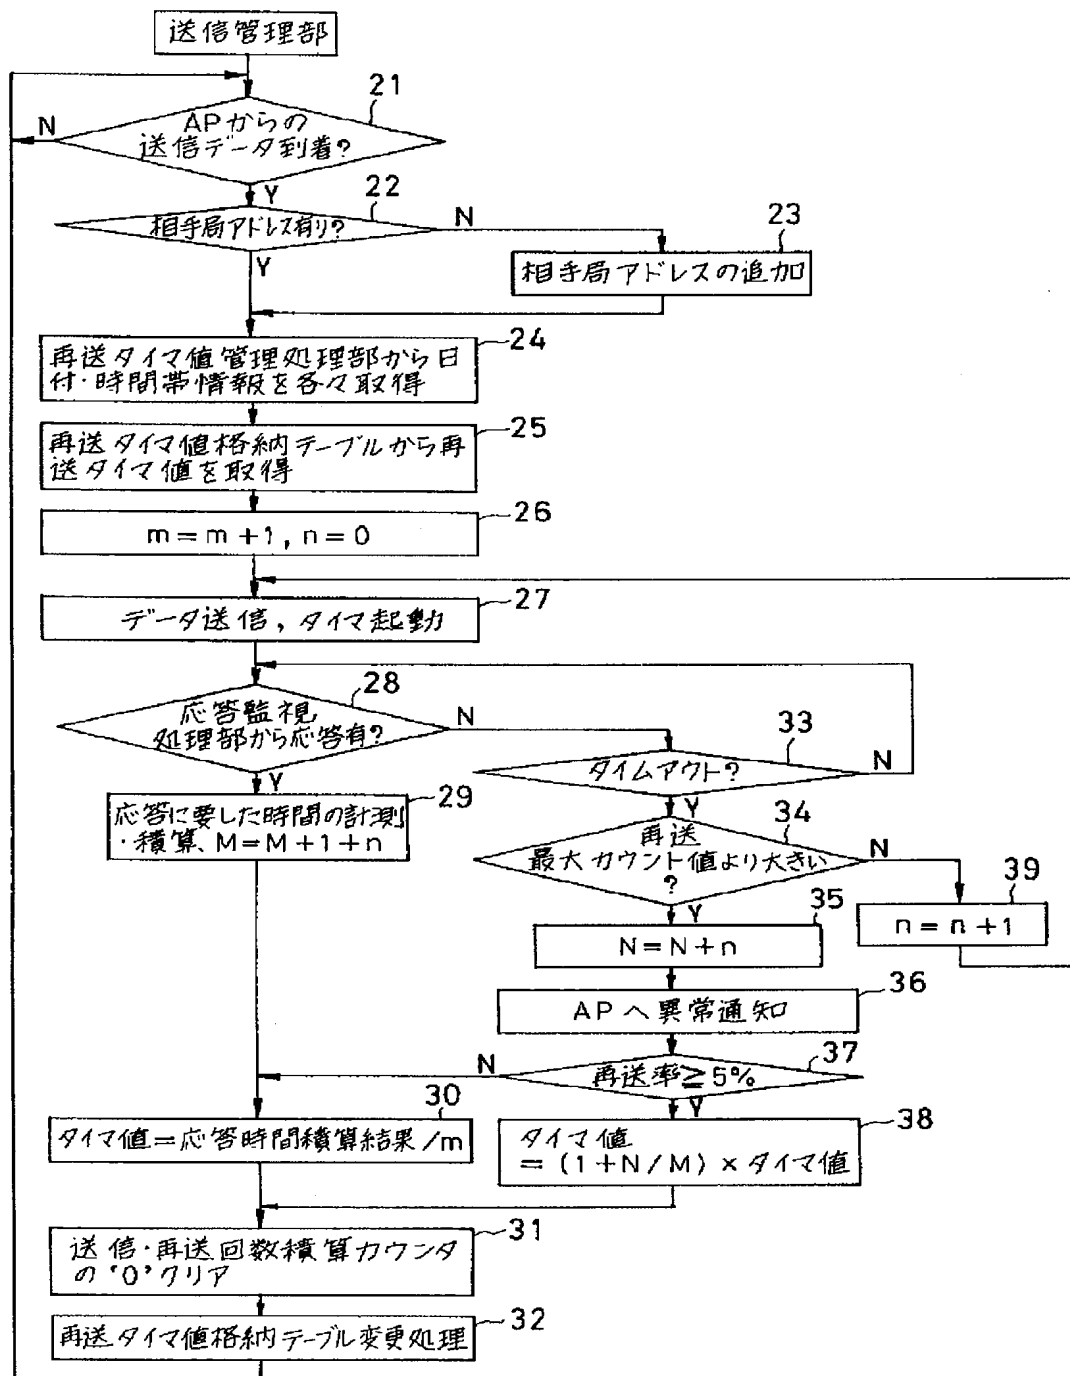 送信管理部
21
N
APからの
送信データ到着?
Y
22
相手局アドレス有り?
N
23
Y
相手局アドレスの追加
24
再送タイマ値管理処理部から日
付・時間帯情報を各々取得
25
再送タイマ値格納テーブルから再
送タイマ値を取得
26
m=m+1, n=0
27
データ送信, タイマ起動
28
応答監視
処理部から応答有?
N
33
タイムアウト?
N
Y
29
応答に要した時間の計測
・積算、M=M+1+n
Y
34
再送
最大カウント値より大きい
?
N
39
n=n+1
Y
35
N=N+n
36
APへ異常通知
37
再送率≧5%
N
Y
30
タイマ値=応答時間積算結果/m
38
タイマ値
=(1+N/M)×タイマ値
31
送信・再送回数積算カウンタ
の‘0’クリア
32
再送タイマ値格納テーブル変更処理